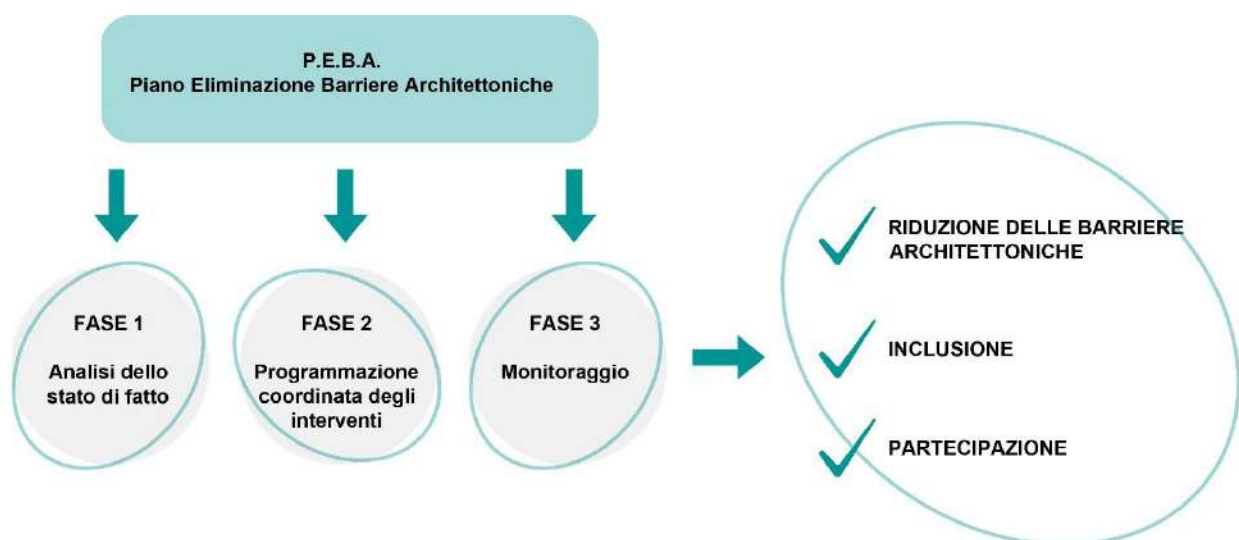 P.E.B.A.
Piano Eliminazione Barriere Architettoniche
FASE 1
Analisi dello
stato di fatto
FASE 2
Programmazione
coordinata degli
interventi
FASE 3
Monitoraggio
RIDUZIONE DELLE BARRIERE
ARCHITETTONICHE
INCLUSIONE
PARTECIPAZIONE